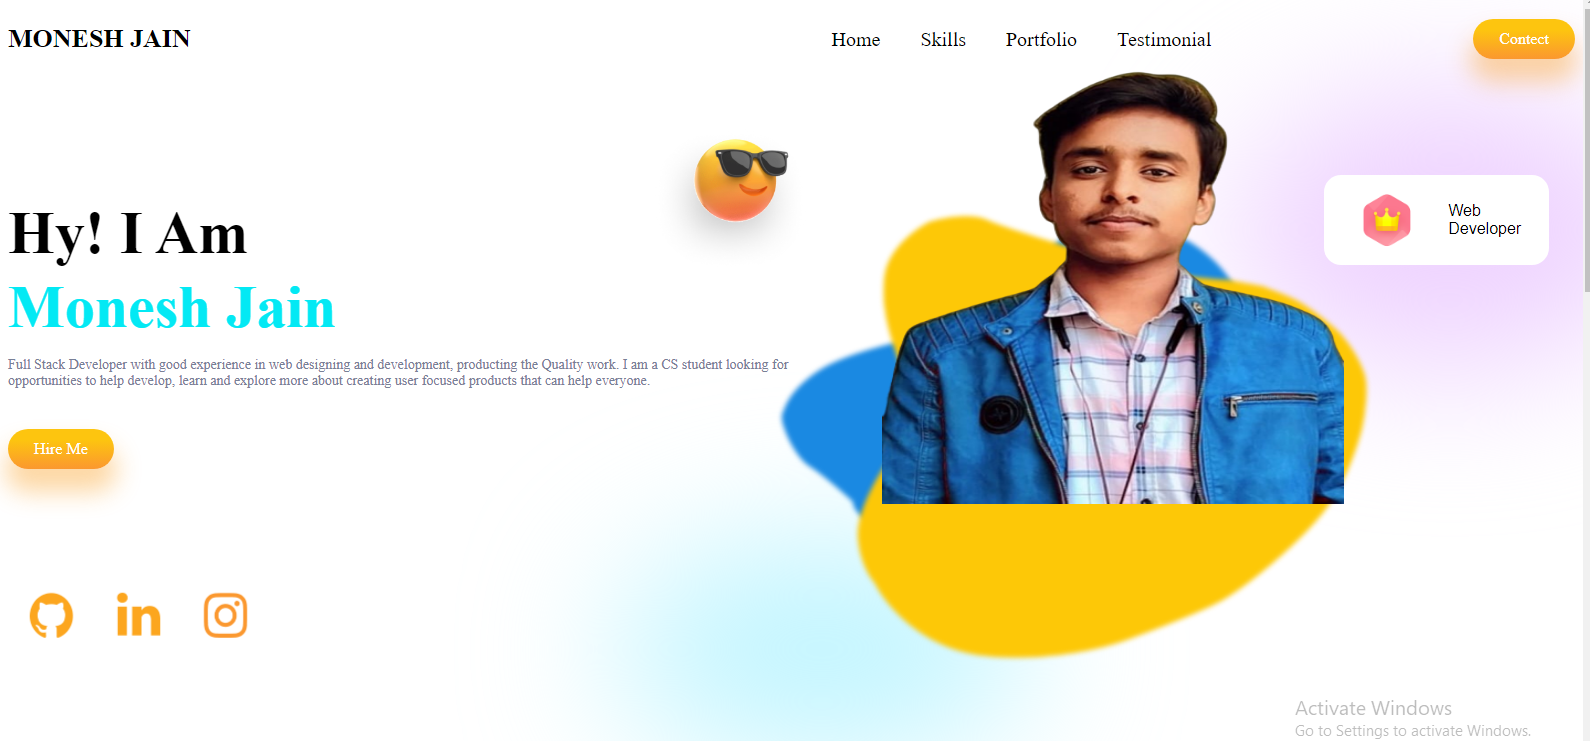 MONESH JAIN
Home Skills Portfolio Testimonial
Contect
Web
Developer
Hy! I Am
Monesh Jain
Full Stack Developer with good experience in web designing and development, producting the Quality work. I am a CS student looking for
opportunities to help develop, learn and explore more about creating user focused products that can help everyone.
Hire Me
in
Activate Windows
Go to Settings to activate Windows.